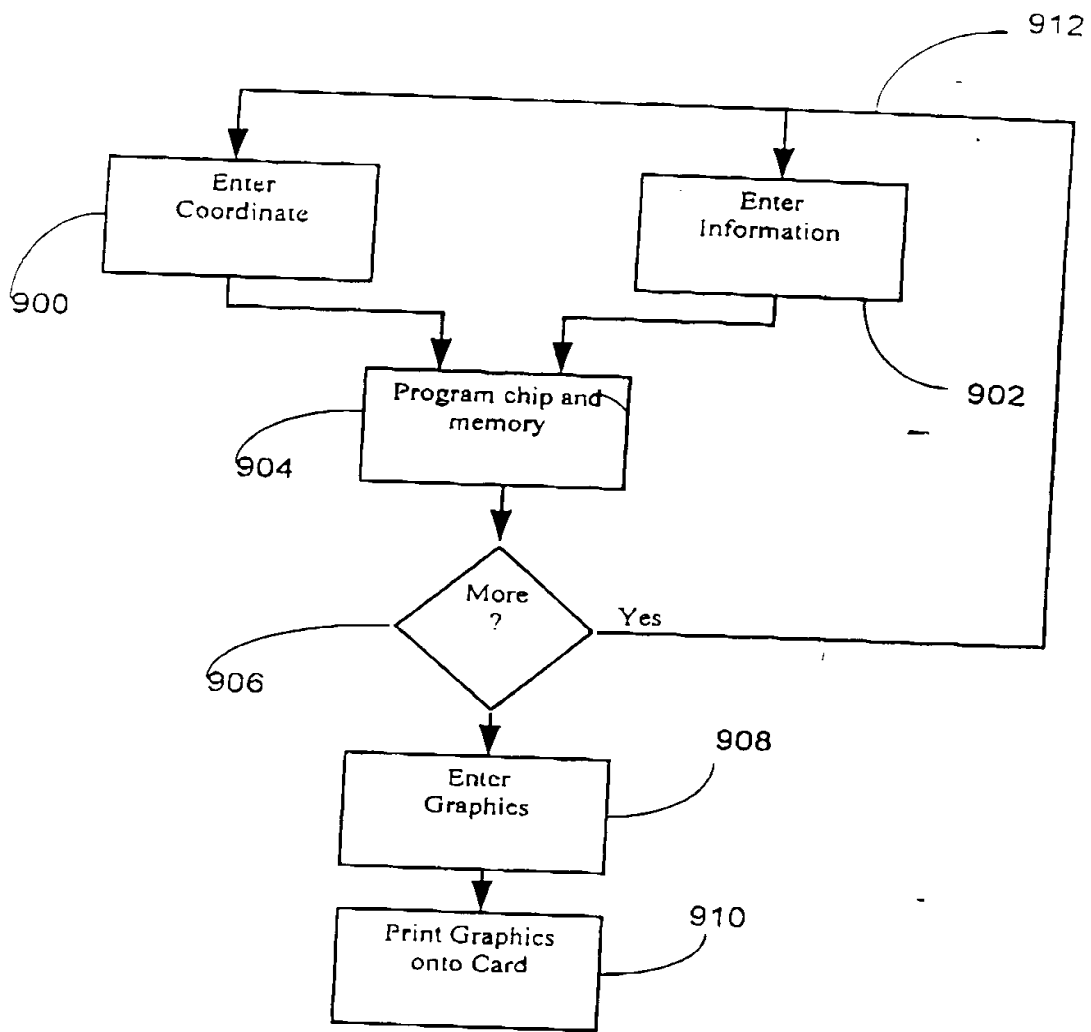 912
Enter
Coordinate
Enter
Information
900
902
Program chip and
memory
904
More
?
Yes
906
908
Enter
Graphics
910
Print Graphics
onto Card